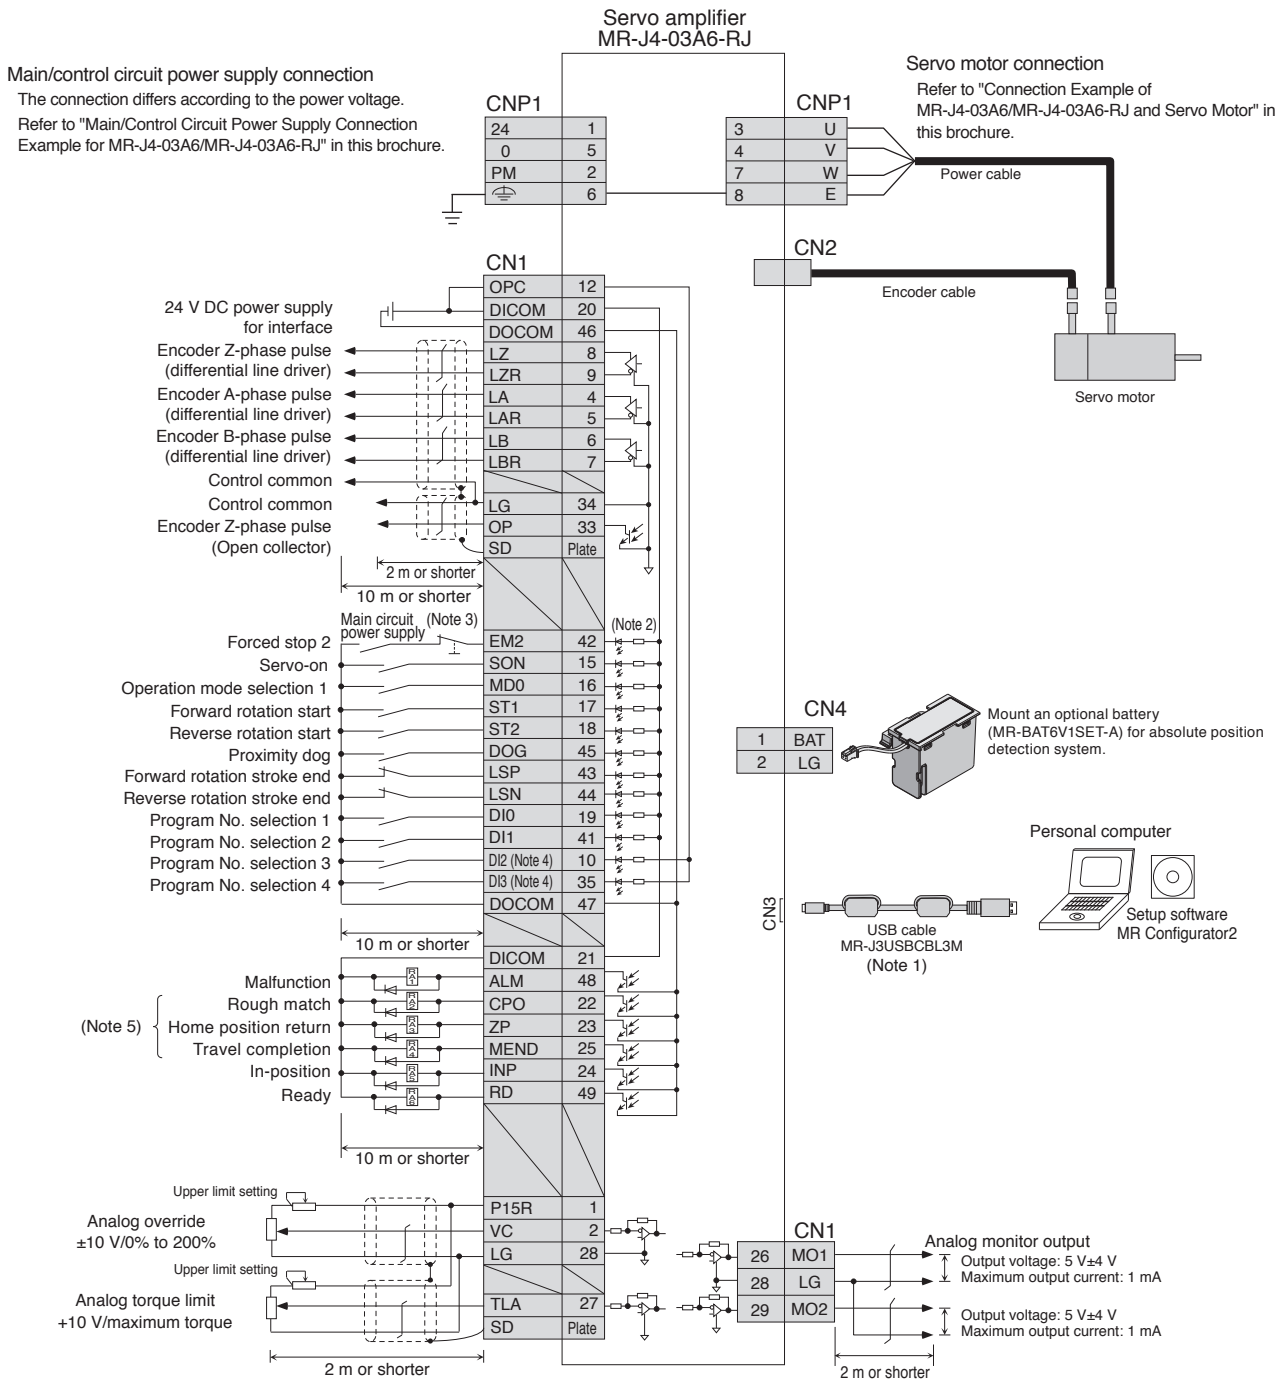 Servo amplifier
MR-J4-03A6-RJ
Main/control circuit power supply connection
The connection differs according to the power voltage.
Refer to "Main/Control Circuit Power Supply Connection
Example for MR-J4-03A6/MR-J4-03A6-RJ" in this brochure.
Servo motor connection
Refer to "Connection Example of
MR-J4-03A6/MR-J4-03A6-RJ and Servo Motor" in
this brochure.
CNP1
24 1
0 5
PM 2
6
CNP1
3 U
4 V
7 W
8 E
Power cable
CN2
Encoder cable
Servo motor
CN1
24 V DC power supply
for interface
OPC 12
DICOM 20
DOCOM 46
Encoder Z-phase pulse
(differential line driver)
LZ 8
LZR 9
Encoder A-phase pulse
(differential line driver)
LA 4
LAR 5
Encoder B-phase pulse
(differential line driver)
LB 6
LBR 7
Control common
Control common
LG 34
Encoder Z-phase pulse
(Open collector)
OP 33
SD Plate
2 m or shorter
10 m or shorter
Main circuit
power supply
(Note 3)
(Note 2)
Forced stop 2 EM2 42
Servo-on SON 15
Operation mode selection 1 MD0 16
Forward rotation start ST1 17
Reverse rotation start ST2 18
Proximity dog DOG 45
Forward rotation stroke end LSP 43
Reverse rotation stroke end LSN 44
Program No. selection 1 DI0 19
Program No. selection 2 DI1 41
Program No. selection 3 DI2 (Note 4) 10
Program No. selection 4 DI3 (Note 4) 35
DOCOM 47
10 m or shorter
DICOM 21
Malfunction RA1 ALM 48
Rough match RA2 CPO 22
(Note 5) Home position return RA3 ZP 23
Travel completion RA4 MEND 25
In-position RA5 INP 24
Ready RA6 RD 49
10 m or shorter
Upper limit setting
Analog override
±10 V/0% to 200%
P15R 1
VC 2
LG 28
Upper limit setting
Analog torque limit
+10 V/maximum torque
TLA 27
SD Plate
2 m or shorter
CN4
1 BAT
2 LG
Mount an optional battery
(MR-BAT6V1SET-A) for absolute position
detection system.
Personal computer
CN3
USB cable
MR-J3USBCBL3M
(Note 1)
Setup software
MR Configurator2
CN1
26 MO1
28 LG
29 MO2
Analog monitor output
Output voltage: 5 V±4 V
Maximum output current: 1 mA
Output voltage: 5 V±4 V
Maximum output current: 1 mA
2 m or shorter